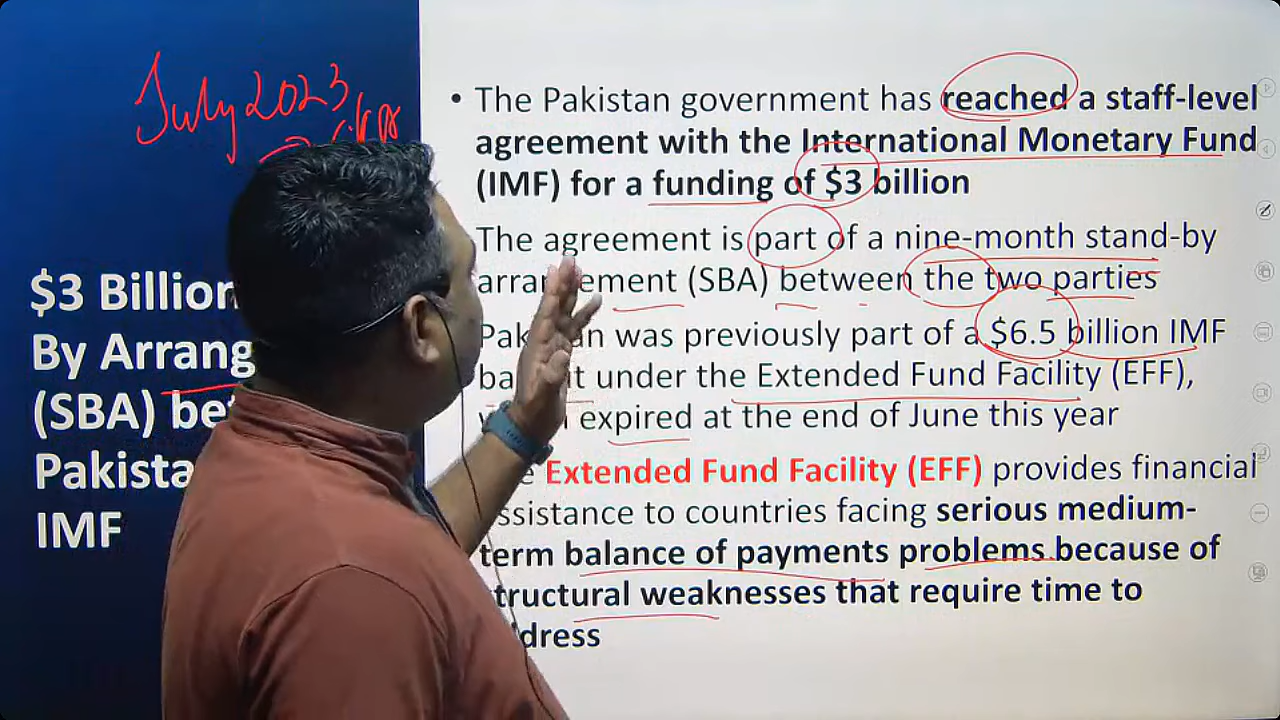 July 2023
$3 Billion
By Arrang
(SBA) be
Pakista
IMF
• The Pakistan government has reached a staff-level
agreement with the International Monetary Fund
(IMF) for a funding of $3 billion
The agreement is part of a nine-month stand-by
arrangement (SBA) between the two parties
Pakistan was previously part of a $6.5 billion IMF
under the Extended Fund Facility (EFF),
expired at the end of June this year
Extended Fund Facility (EFF) provides financial
ssistance to countries facing serious medium-
term balance of payments problems because of
tructural weaknesses that require time to
dress